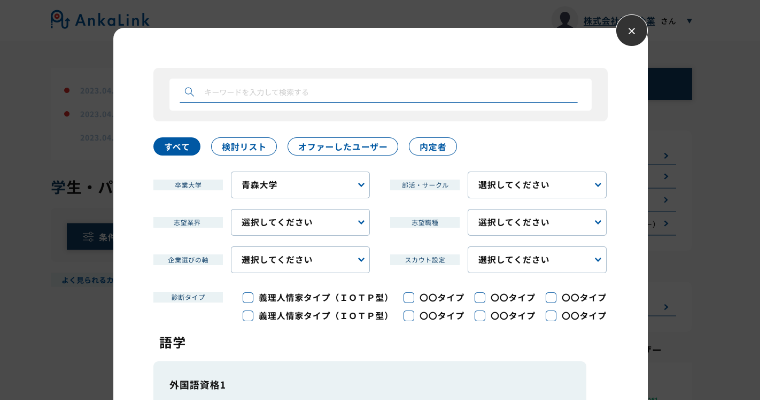 AnkaLink
株式会社 業 さん
2023.04.
2023.04.
2023.04.
キーワードを入力して検索する
すべて 検討リスト オファーしたユーザー 内定者
学生・パ
卒業大学 青森大学 部活・サークル 選択してください
志望業界 選択してください 志望職種 選択してください
条件
企業選びの軸 選択してください スカウト設定 選択してください
よく見られるカ
診断タイプ 義理人情家タイプ（ＩＯＴＰ型） 〇〇タイプ 〇〇タイプ 〇〇タイプ
義理人情家タイプ（ＩＯＴＰ型） 〇〇タイプ 〇〇タイプ 〇〇タイプ
語学
外国語資格1